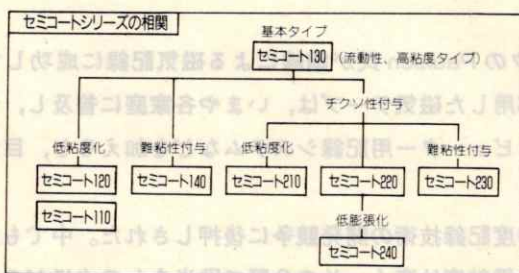 セミコートシリーズの相関
基本タイプ
セミコート130 (流動性、高粘度タイプ)
チクソ性付与
低粘度化 難粘性付与 低粘度化 難粘性付与
セミコート120 セミコート140 セミコート210 セミコート220 セミコート230
セミコート110
低膨張化
セミコート240